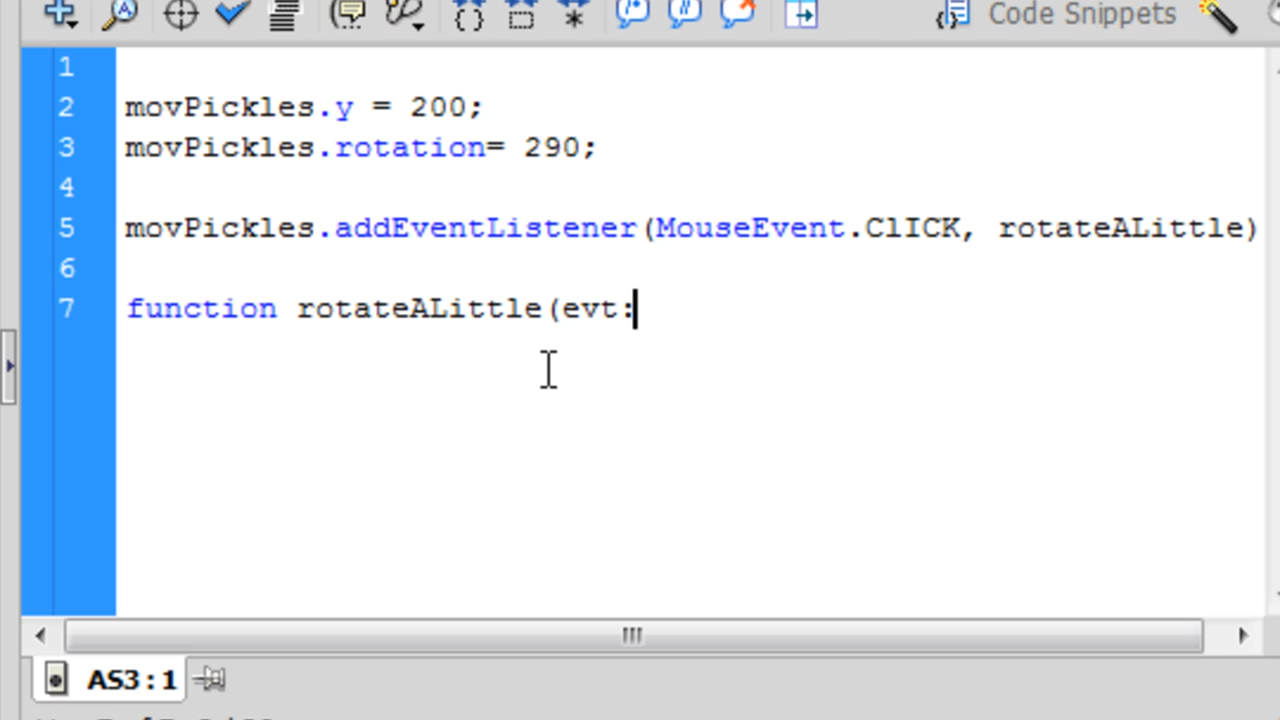 Code Snippets
1
2 movPickles.y = 200;
3 movPickles.rotation= 290;
4
5 movPickles.addEventListener(MouseEvent.ClICK, rotateALittle)
6
7 function rotateALittle(evt:
AS3:1